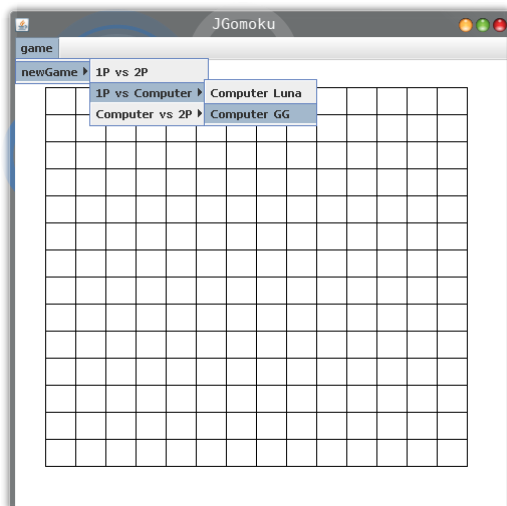 JGomoku
game
newGame
1P vs 2P
1P vs Computer
Computer Luna
Computer vs 2P
Computer GG